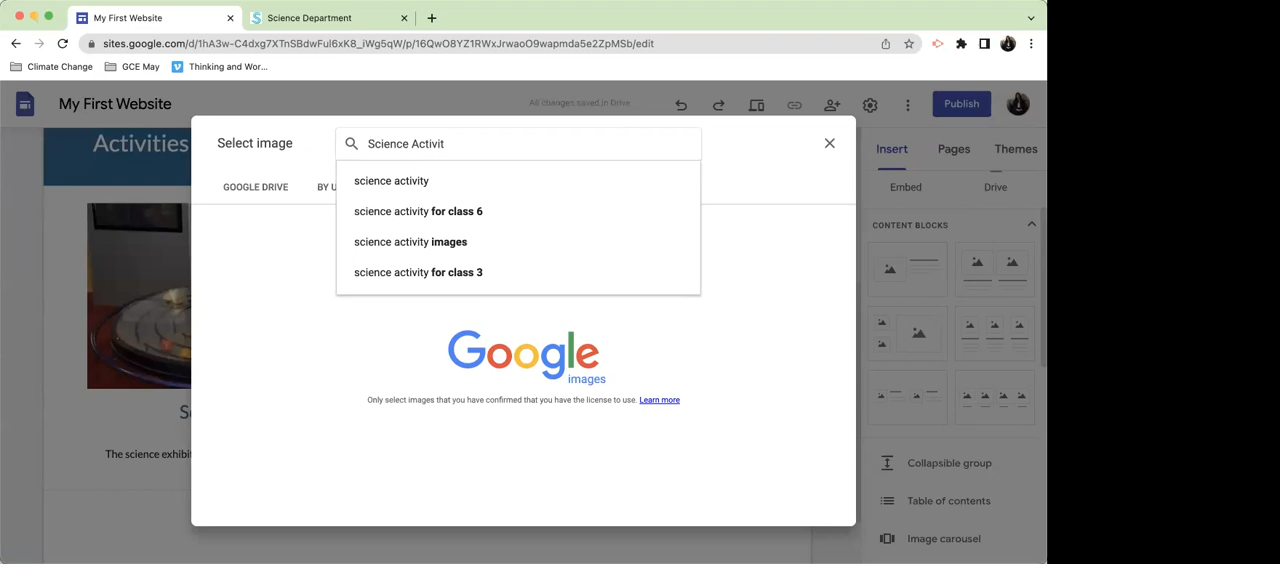 My First Website
Science Department
sites.google.com/d/1hA3w-C4dxg7XTnSBdwFul6xK8_iWg5qW/p/16QwO8YZ1RWxJrwaoO9wapmda5e2ZpMSb/edit
Climate Change
GCE May
Thinking and Wor...
My First Website
All changes saved in Drive
Publish
Activities
Select image
Science Activit
Insert
Pages
Themes
GOOGLE DRIVE
BY U
science activity
science activity for class 6
science activity images
science activity for class 3
Embed
Drive
CONTENT BLOCKS
Google
images
Only select images that you have confirmed that you have the license to use. Learn more
The science exhibi
Collapsible group
Table of contents
Image carousel